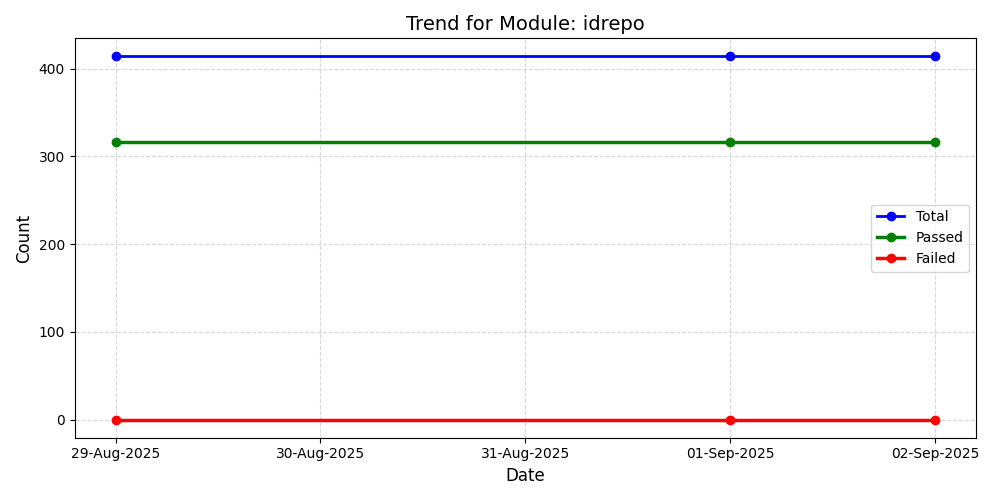 Trend for Module: idrepo
Count
400
300
200
100
0
Total
Passed
Failed
29-Aug-2025
30-Aug-2025
31-Aug-2025
01-Sep-2025
02-Sep-2025
Date